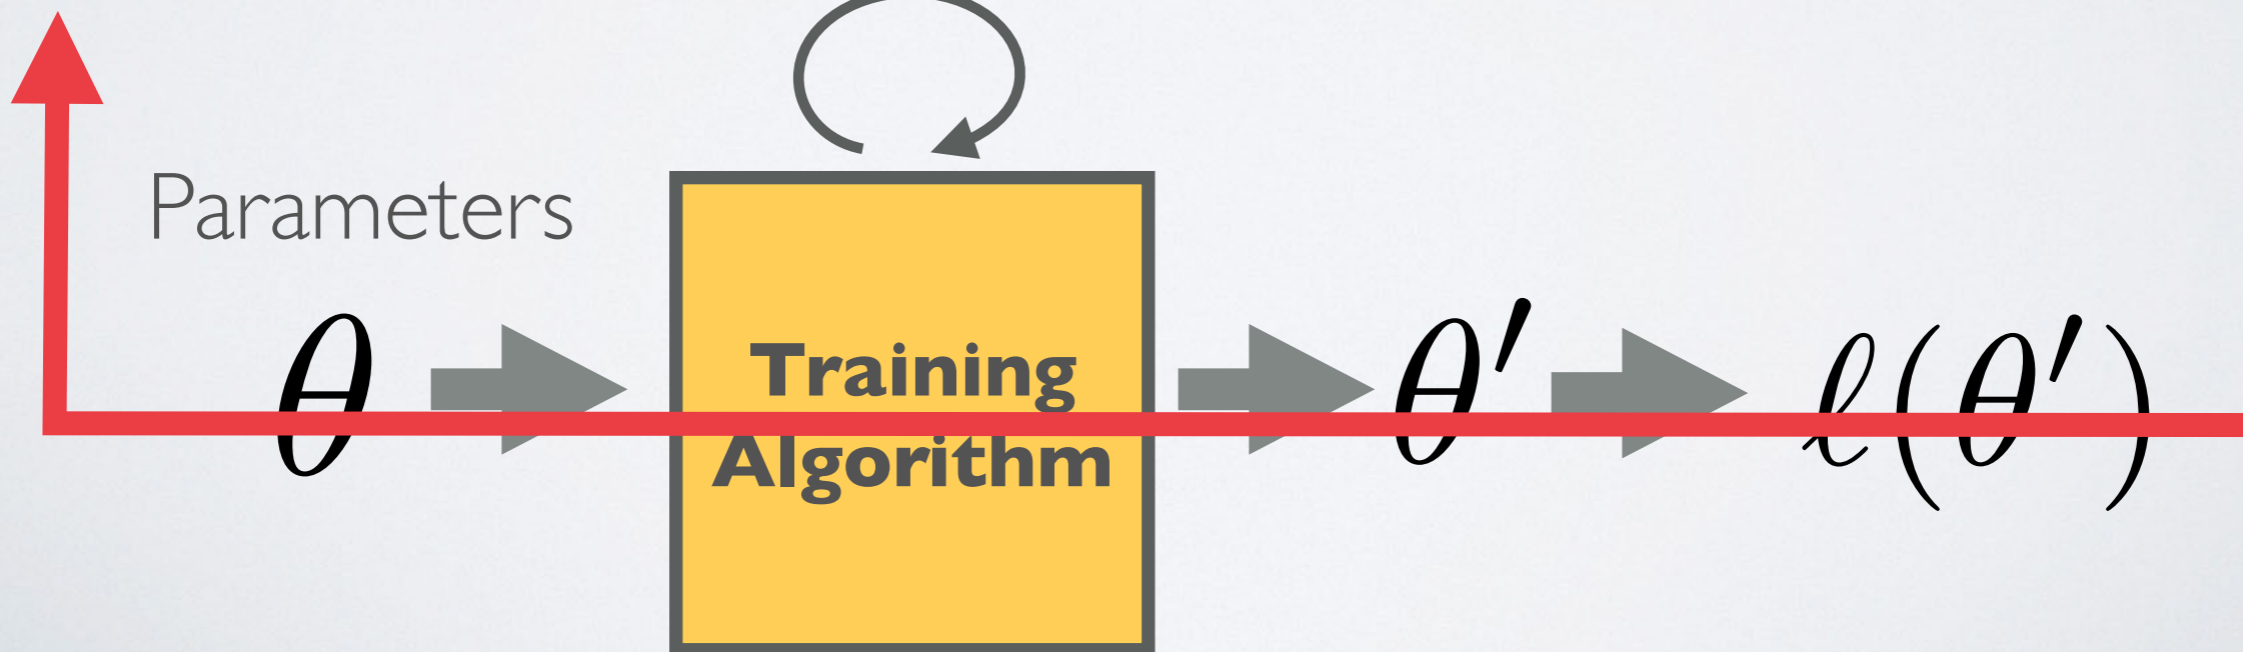 Parameters
θ
Training
Algorithm
θ′
ℓ(θ′)